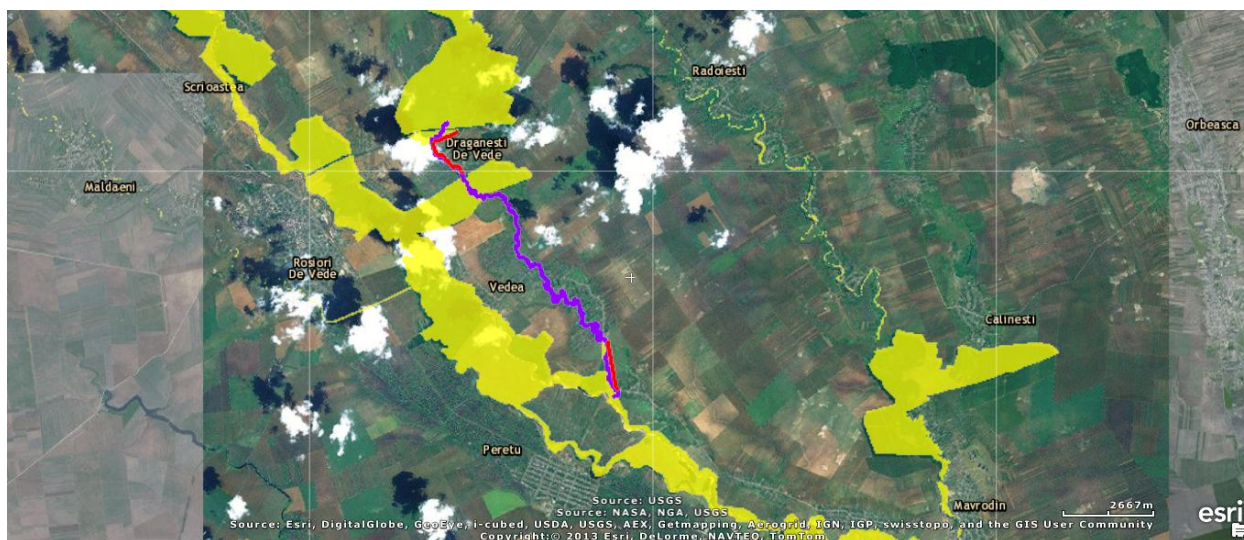 Radoiesti
Scrioastea
Orbeasca
Draganesti
De Vede
Maldaeni
Rosiori
De Vede
Vedea
Calinesti
Peretu
Mavrodin
2667m
esri
Source: USGS
Source: NASA, NGA, USGS
Source: Esri, DigitalGlobe, GeoEye, i-cubed, USDA, USGS, AEX, Getmapping, Aerogrid, IGN, IGP, swisstopo, and the GIS User Community
Copyright:© 2013 Esri, DeLorme, NAVTEQ, TomTom